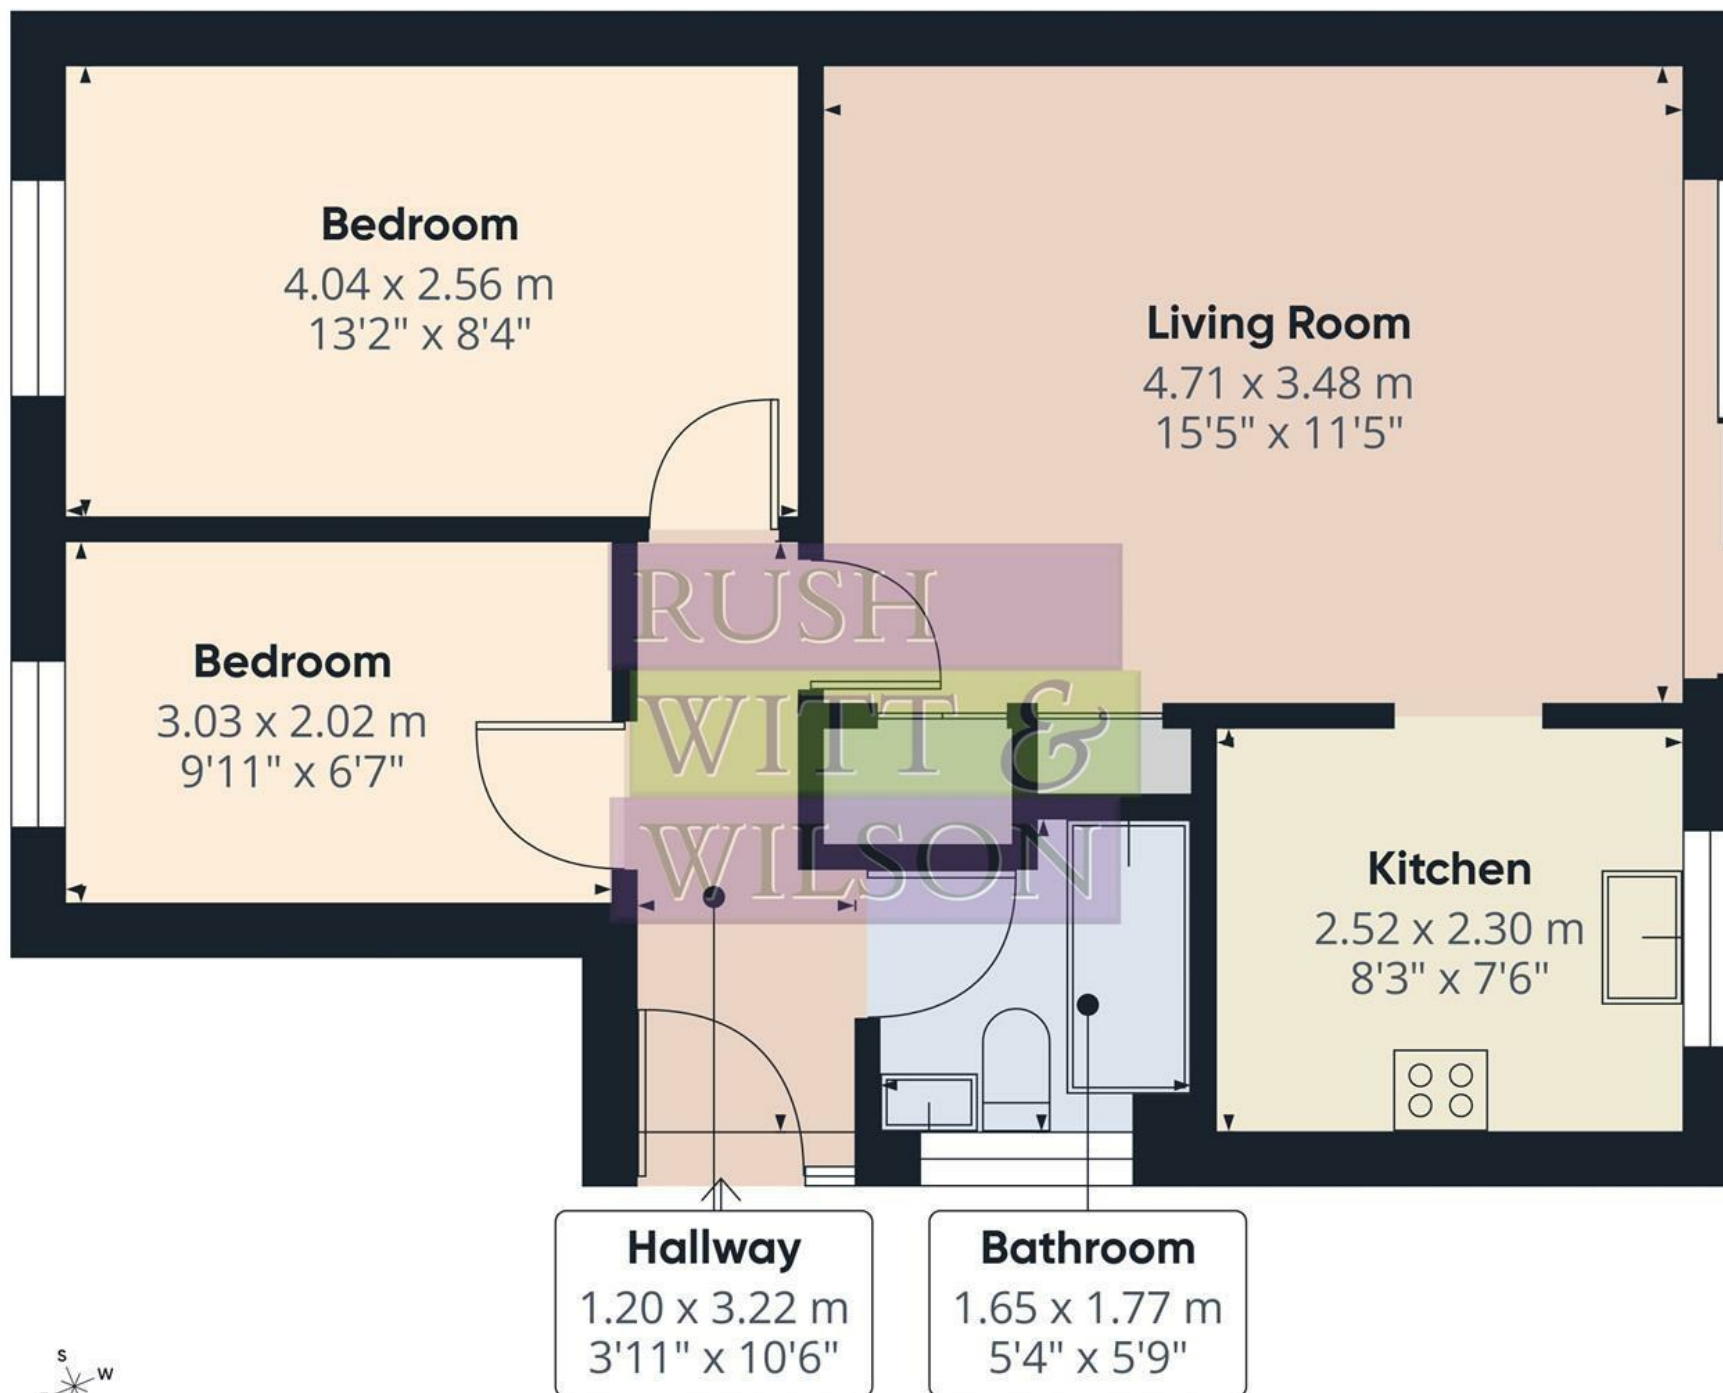 Bedroom
4.04 x 2.56 m
13'2" x 8'4"
Living Room
4.71 x 3.48 m
15'5" x 11'5"
RUSH
WITT &
WILSON
Bedroom
3.03 x 2.02 m
9'11" x 6'7"
Kitchen
2.52 x 2.30 m
8'3" x 7'6"
Hallway
1.20 x 3.22 m
3'11" x 10'6"
Bathroom
1.65 x 1.77 m
5'4" x 5'9"
S
W